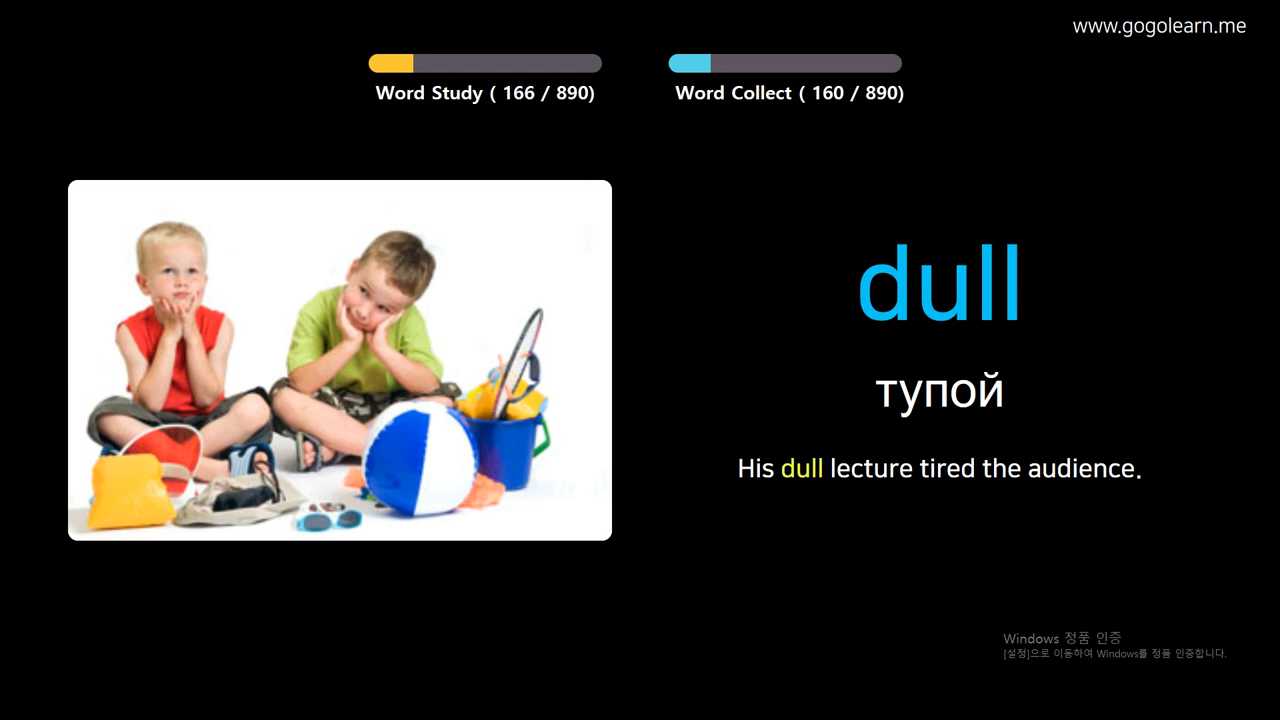 www.gogolearn.me
Word Study ( 166 / 890)
Word Collect ( 160 / 890)
dull
тупой
His dull lecture tired the audience.
Windows 정품 인증
[설정]으로 이동하여 Windows를 정품 인증합니다.